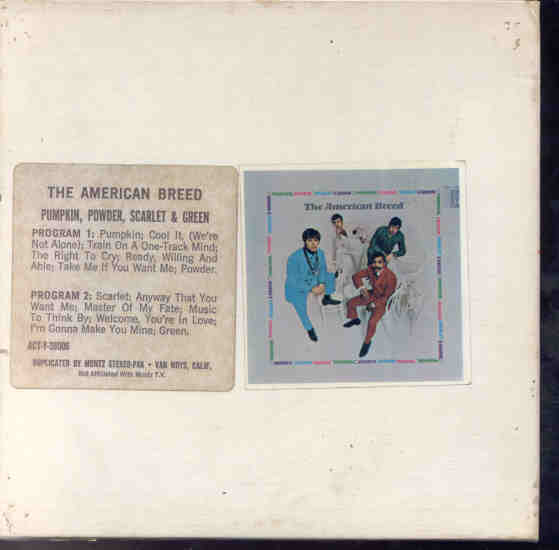 THE AMERICAN BREED
PUMPKIN, POWDER, SCARLET & GREEN
PROGRAM 1: Pumpkin; Cool It, (We're
Not Alone); Train On A One-Track Mind;
The Right To Cry; Ready, Willing And
Able; Take Me If You Want Me; Powder.
PROGRAM 2: Scarlet; Anyway That You
Want Me; Master Of My Fate; Music
To Think By; Welcome, You're In Love;
I'm Gonna Make You Mine; Green.
DUPLICATED BY MUNTZ STEREO-PAK • VAN NUYS, CALIF.
Not Affiliated With Muntz T.V.
The American Breed